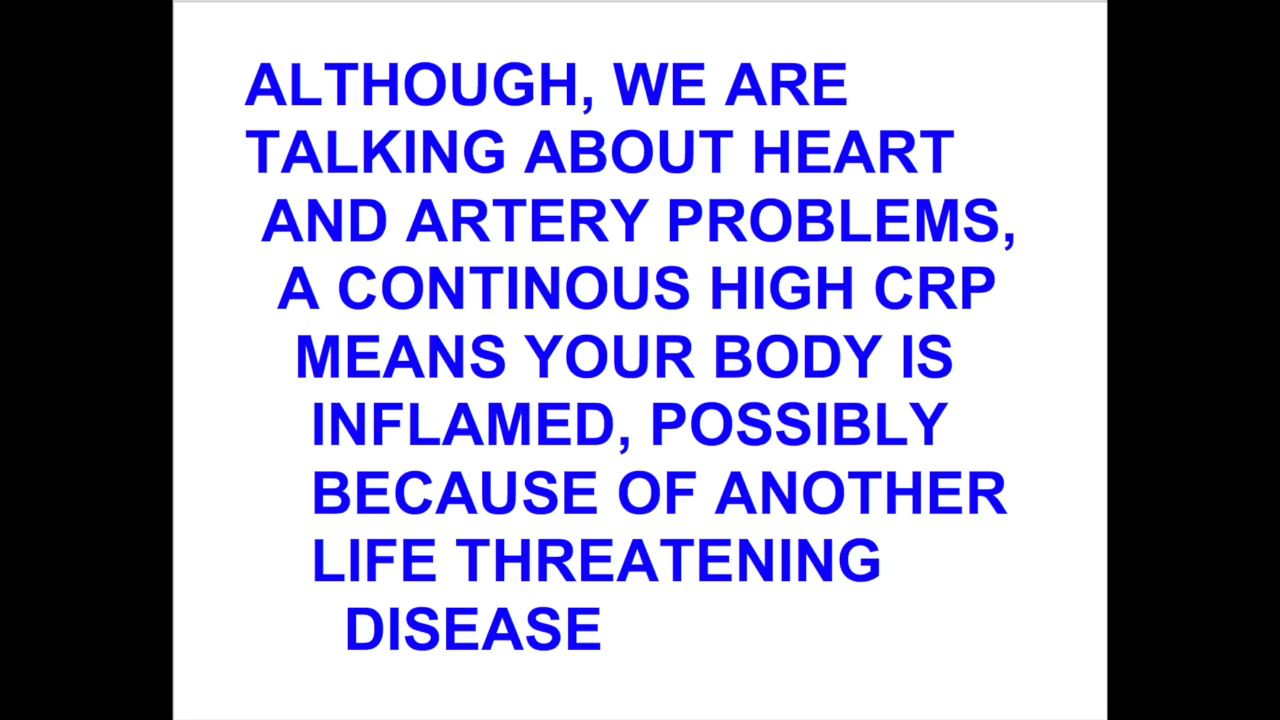 ALTHOUGH, WE ARE
TALKING ABOUT HEART
AND ARTERY PROBLEMS,
A CONTINOUS HIGH CRP
MEANS YOUR BODY IS
INFLAMED, POSSIBLY
BECAUSE OF ANOTHER
LIFE THREATENING
DISEASE